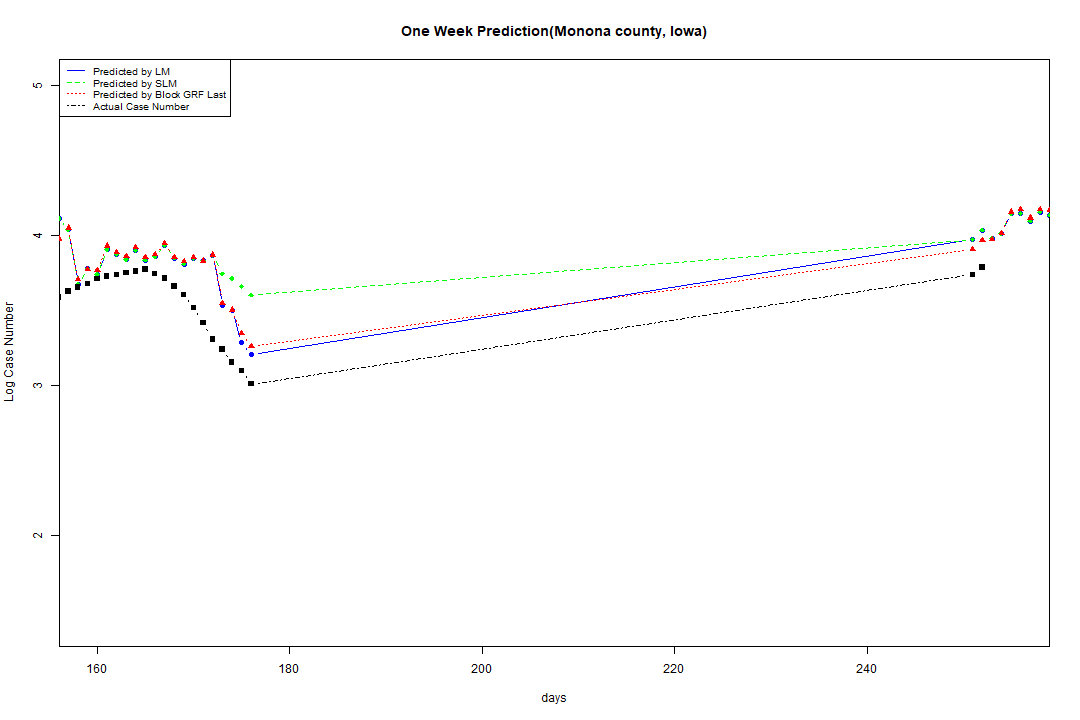 One Week Prediction(Monona county, Iowa)
Predicted by LM
Predicted by SLM
Predicted by Block GRF Last
Actual Case Number
5
4
3
2
Log Case Number
160 180 200 220 240
days